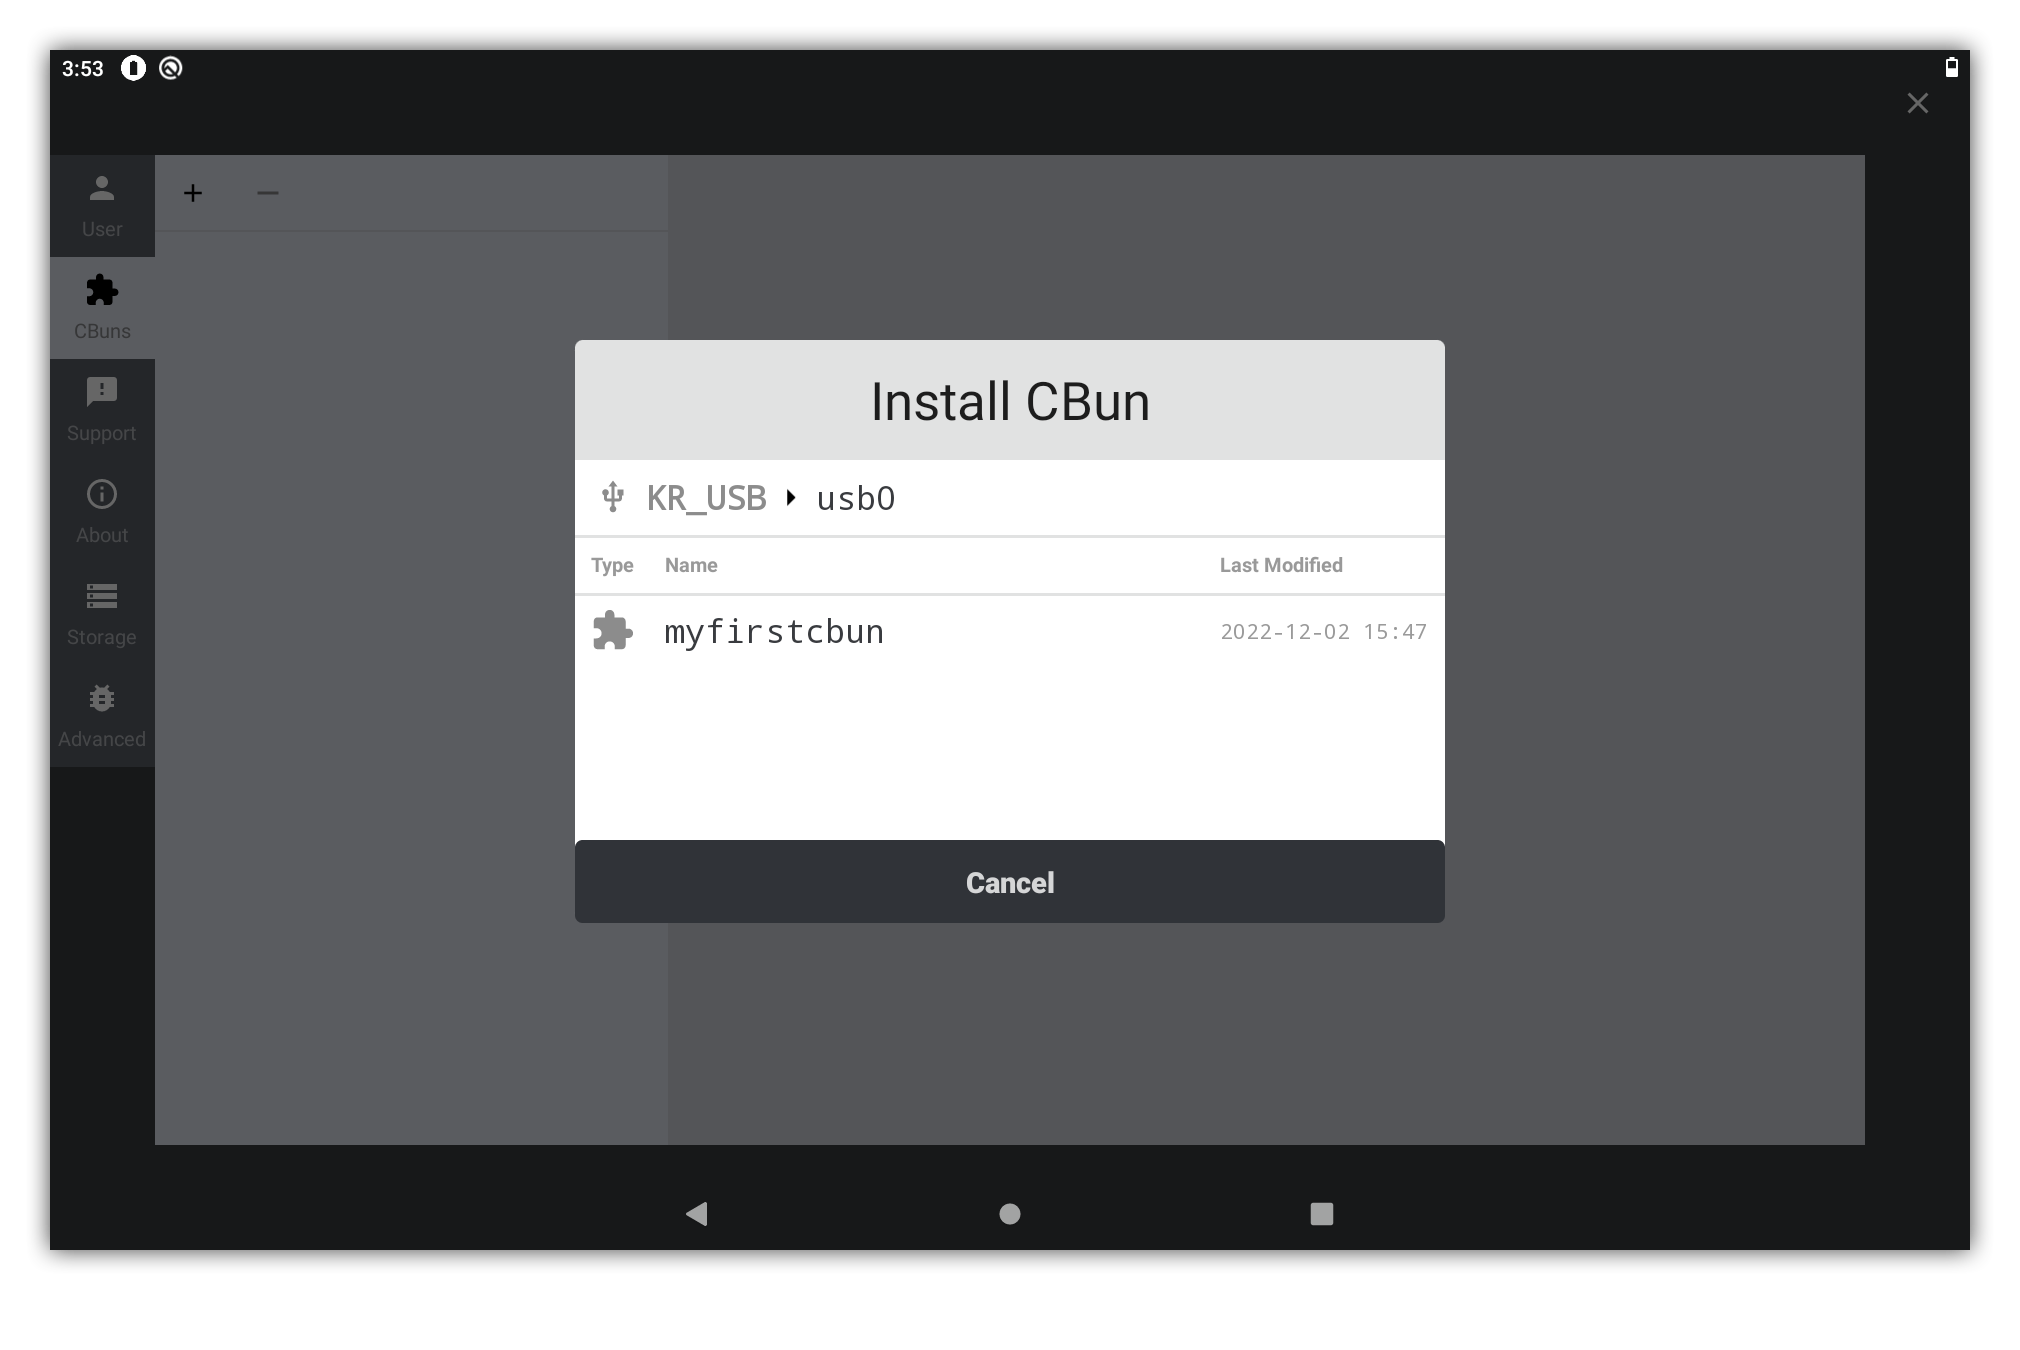 3:53
User
CBuns
Support
About
Storage
Advanced
Install CBun
KR_USB usb0
Type Name Last Modified
myfirstcbun 2022-12-02 15:47
Cancel